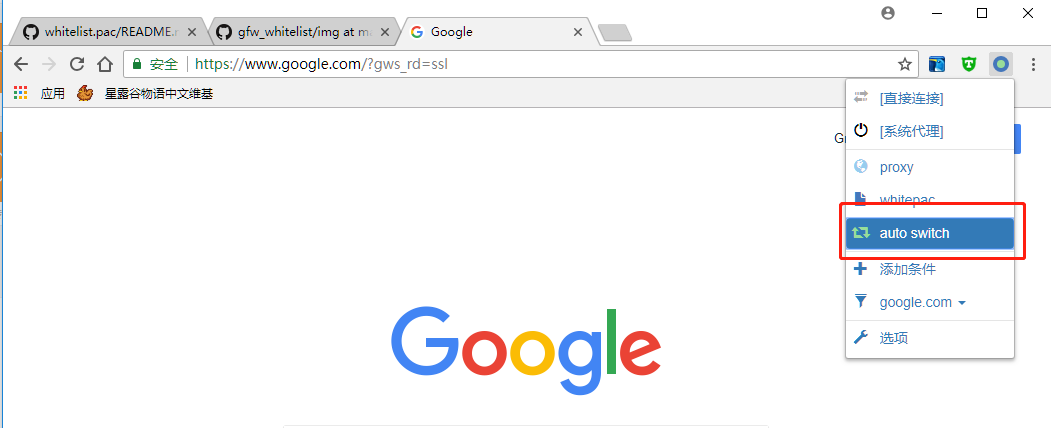 whitelist.pac/README.r
gfw_whitelist/img at ma
Google
安全
https://www.google.com/?gws_rd=ssl
应用
星露谷物语中文维基
[直接连接]
[系统代理]
proxy
whitepac
auto switch
添加条件
google.com
选项
Google